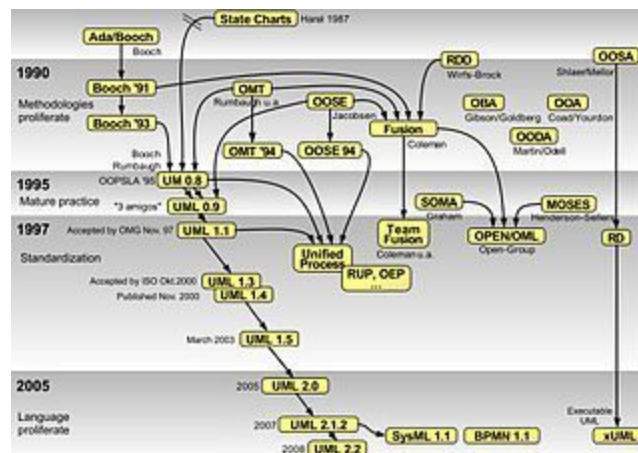 State Charts Harel 1987
Ada/Booch
Booch
RDD
Wirfs-Brock
OOSA
Shlaer/Mellor
1990
Methodologies
proliferate
Booch '91
OMT
Rumbaugh u.a.
OOSE
Jacobsen
OBA
Gibson/Goldberg
OOA
Coad/Yourdon
Booch '93
Fusion
Coleman
OODA
Martin/Odell
OMT '94
OOSE 94
Booch
Rumbaugh
OOPSLA '95
UM 0.8
1995
Mature practice
"3 amigos"
UML 0.9
SOMA
Graham
MOSES
Henderson-Sellers
1997
Accepted by OMG Nov. 97
UML 1.1
Team
Fusion
Coleman u.a.
OPEN/OML
Open-Group
RD
Standardization
Unified
Process
RUP, OEP
...
Accepted by ISO Okt.2000
UML 1.3
Published Nov. 2000
UML 1.4
March 2003
UML 1.5
2005
Language
proliferate
2005
UML 2.0
2007
UML 2.1.2
SysML 1.1
BPMN 1.1
Executable
UML
xUML
2008
UML 2.2